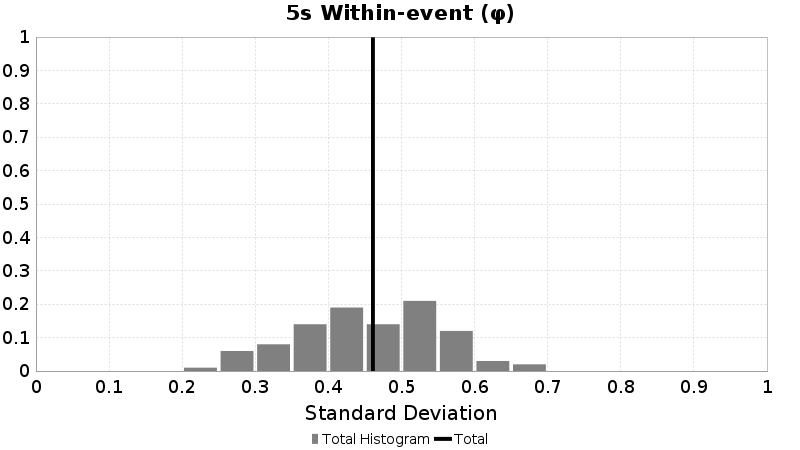 5s Within-event (φ)
1
0.9
0.8
0.7
0.6
0.5
0.4
0.3
0.2
0.1
0
0 0.1 0.2 0.3 0.4 0.5 0.6 0.7 0.8 0.9 1
Standard Deviation
Total Histogram Total